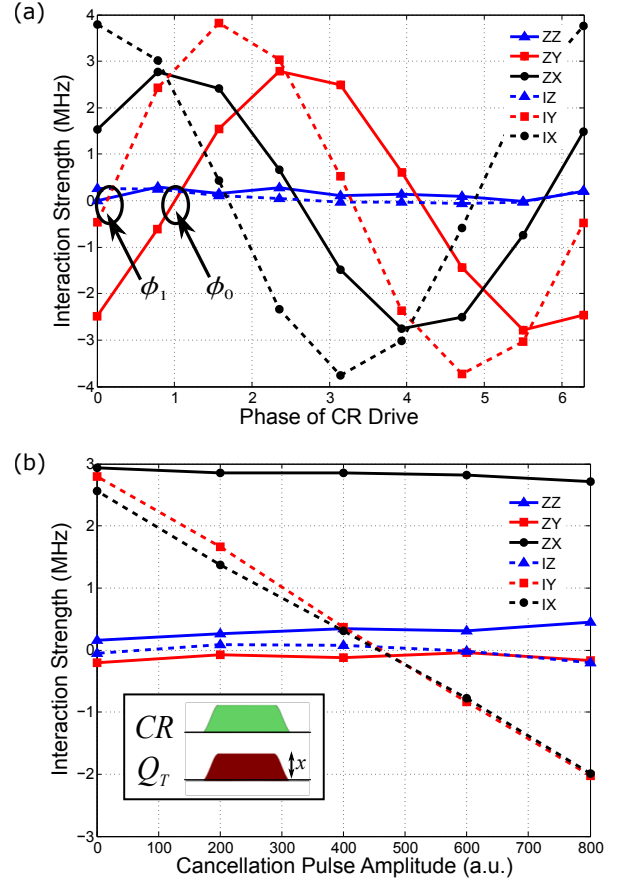 (a)
Interaction Strength (MHz)
4
3
2
1
0
−1
−2
−3
−4
ZZ
ZY
ZX
IZ
IY
IX
ϕ1
ϕ0
0 1 2 3 4 5 6
Phase of CR Drive
(b)
Interaction Strength (MHz)
3
2
1
0
−1
−2
−3
ZZ
ZY
ZX
IZ
IY
IX
CR
QT
x
0 100 200 300 400 500 600 700 800
Cancellation Pulse Amplitude (a.u.)